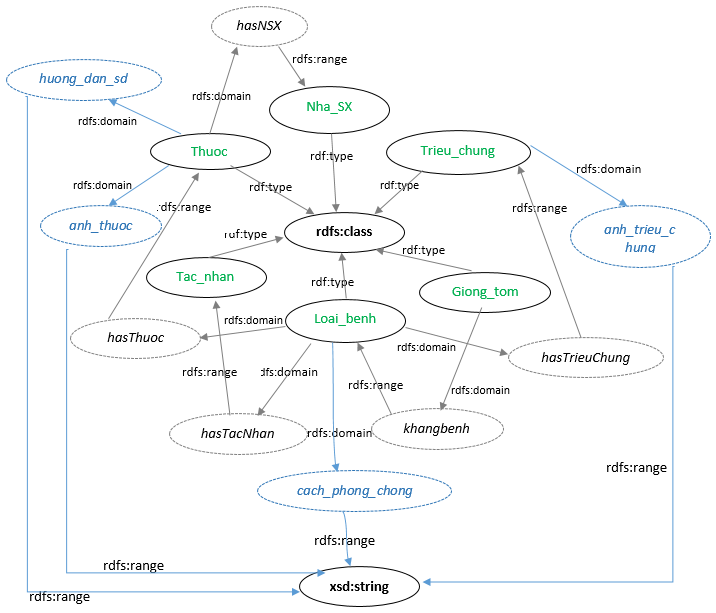 hasNSX
rdfs:range
huong_dan_sd
rdfs:domain
Nha_SX
rdfs:domain
Thuoc
Trieu_chung
rdf:type
rdfs:domain
rdfs:domain
rdf:type
rdf:type
rdfs:range
rdfs:range
anh_thuoc
rdfs:class
anh_trieu_c
hung
rdf:type
rdf:type
Tac_nhan
rdf:type
Giong_tom
rdfs:domain
Loai_benh
hasThuoc
rdfs:domain
hasTrieuChung
rdfs:range
rdfs:domain
rdfs:range
rdfs:domain
hasTacNhan
rdfs:domain
khangbenh
rdfs:range
cach_phong_chong
rdfs:range
rdfs:range
xsd:string
rdfs:range